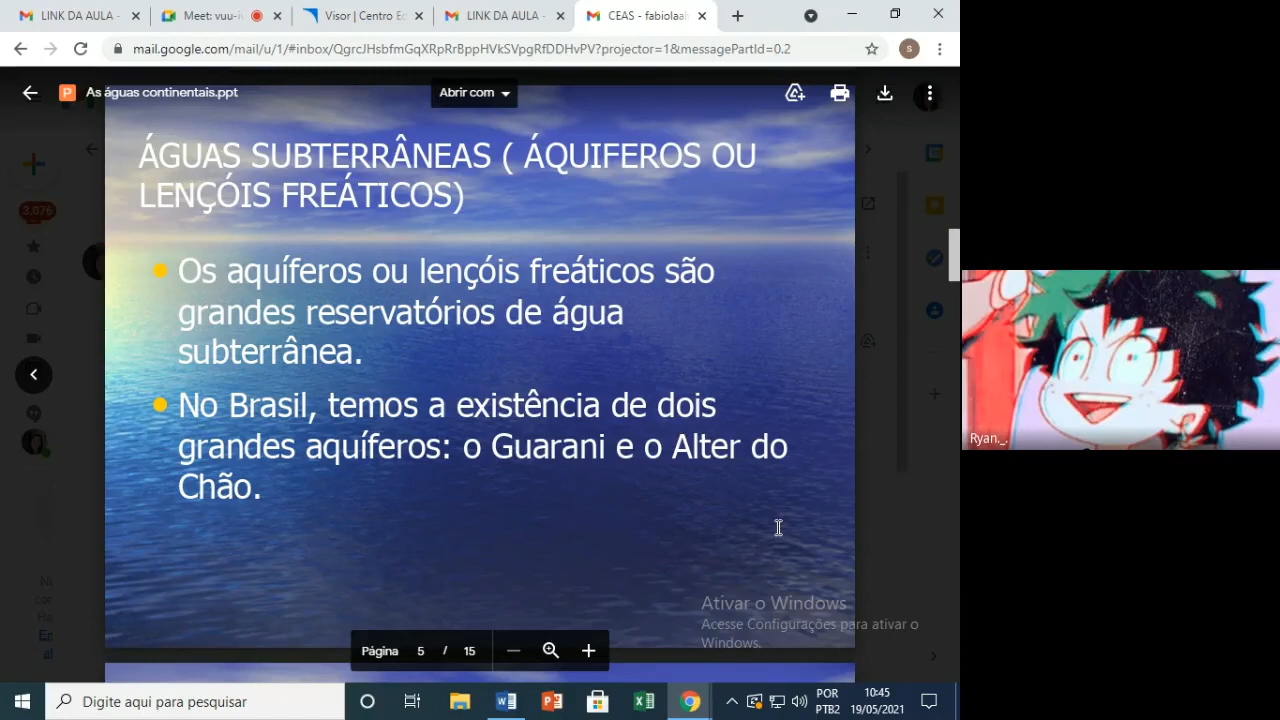 LINK DA AULA -
Meet: vuu-i
Visor | Centro Ed
LINK DA AULA -
CEAS - fabiolaal
mail.google.com/mail/u/1/#inbox/QgrcJHsbfmGqXRpRrBppHVkSVpgRfDDHvPV?projector=1&messagePartId=0.2
S
P
As águas continentais.ppt
Abrir com
3,076
ÁGUAS SUBTERRÂNEAS ( ÁQUIFEROS OU
LENÇÓIS FREÁTICOS)
Os aquíferos ou lençóis freáticos são
grandes reservatórios de água
subterrânea.
No Brasil, temos a existência de dois
grandes aquíferos: o Guarani e o Alter do
Chão.
Ryan._.
Ativar o Windows
Acesse Configurações para ativar o
Windows.
Página 5 / 15
Digite aqui para pesquisar
POR
PTB2
10:45
19/05/2021